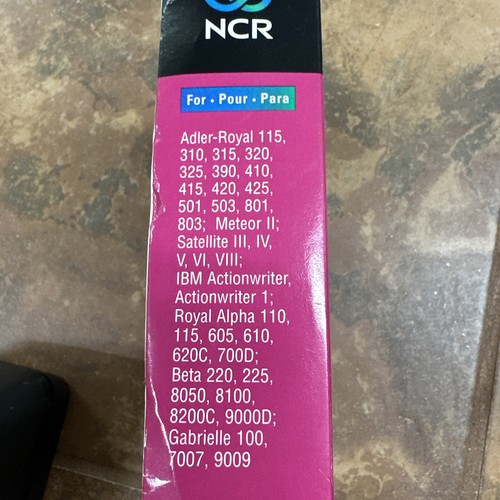 NCR
For • Pour • Para
Adler-Royal 115,
310, 315, 320,
325, 390, 410,
415, 420, 425,
501, 503, 801,
803; Meteor II;
Satellite III, IV,
V, VI, VIII;
IBM Actionwriter,
Actionwriter 1;
Royal Alpha 110,
115, 605, 610,
620C, 700D;
Beta 220, 225,
8050, 8100,
8200C, 9000D;
Gabrielle 100,
7007, 9009